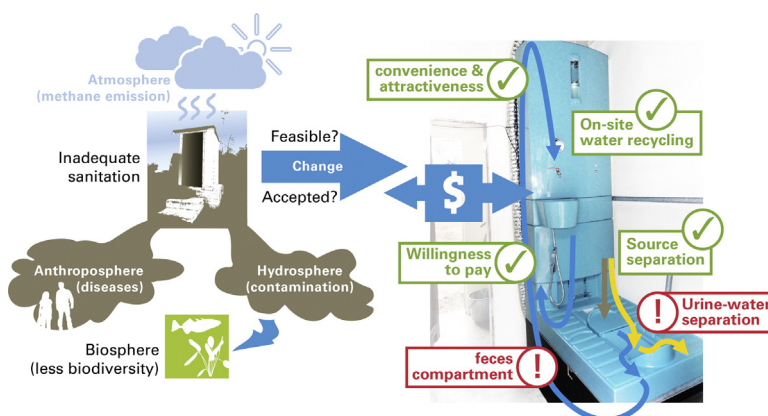 Atmosphere
(methane emission)
Inadequate
sanitation
Anthroposphere
(diseases)
Hydrosphere
(contamination)
Biosphere
(less biodiversity)
Feasible?
Change
Accepted?
$
convenience &
attractiveness
On-site
water recycling
Willingness
to pay
Source
separation
!
Urine-water
separation
feces
compartment
!